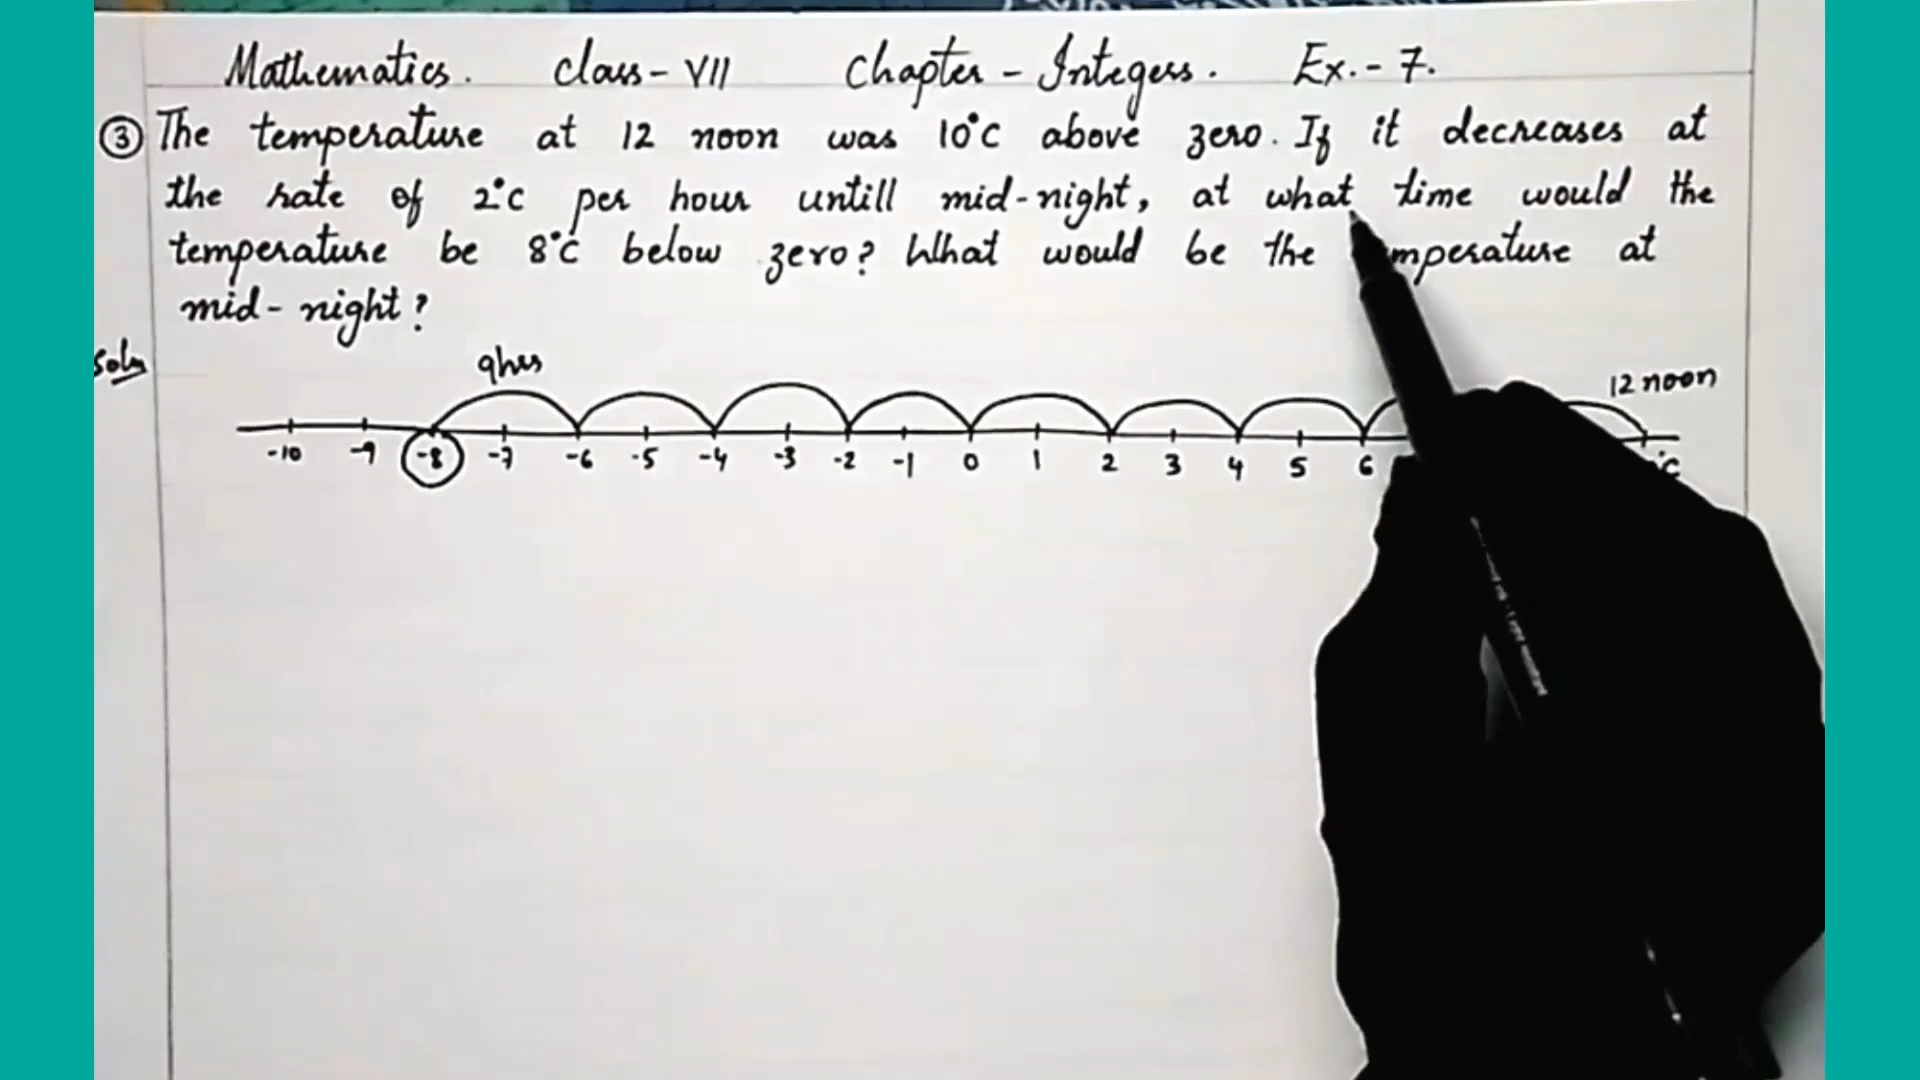 Mathematics. Class-VII Chapter - Integers. Ex.- 7.
③ The temperature at 12 noon was 10°C above zero. If it decreases at
the rate of 2°C per hour untill mid-night, at what time would the
temperature be 8°C below zero? What would be the mperature at
mid-night?
Soln
9hrs 12 noon
-10 -9 -8 -7 -6 -5 -4 -3 -2 -1 0 1 2 3 4 5 6 °C